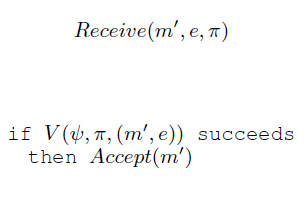 Receive(m′, e, π)
if V(ψ, π, (m′, e)) succeeds
then Accept(m′)